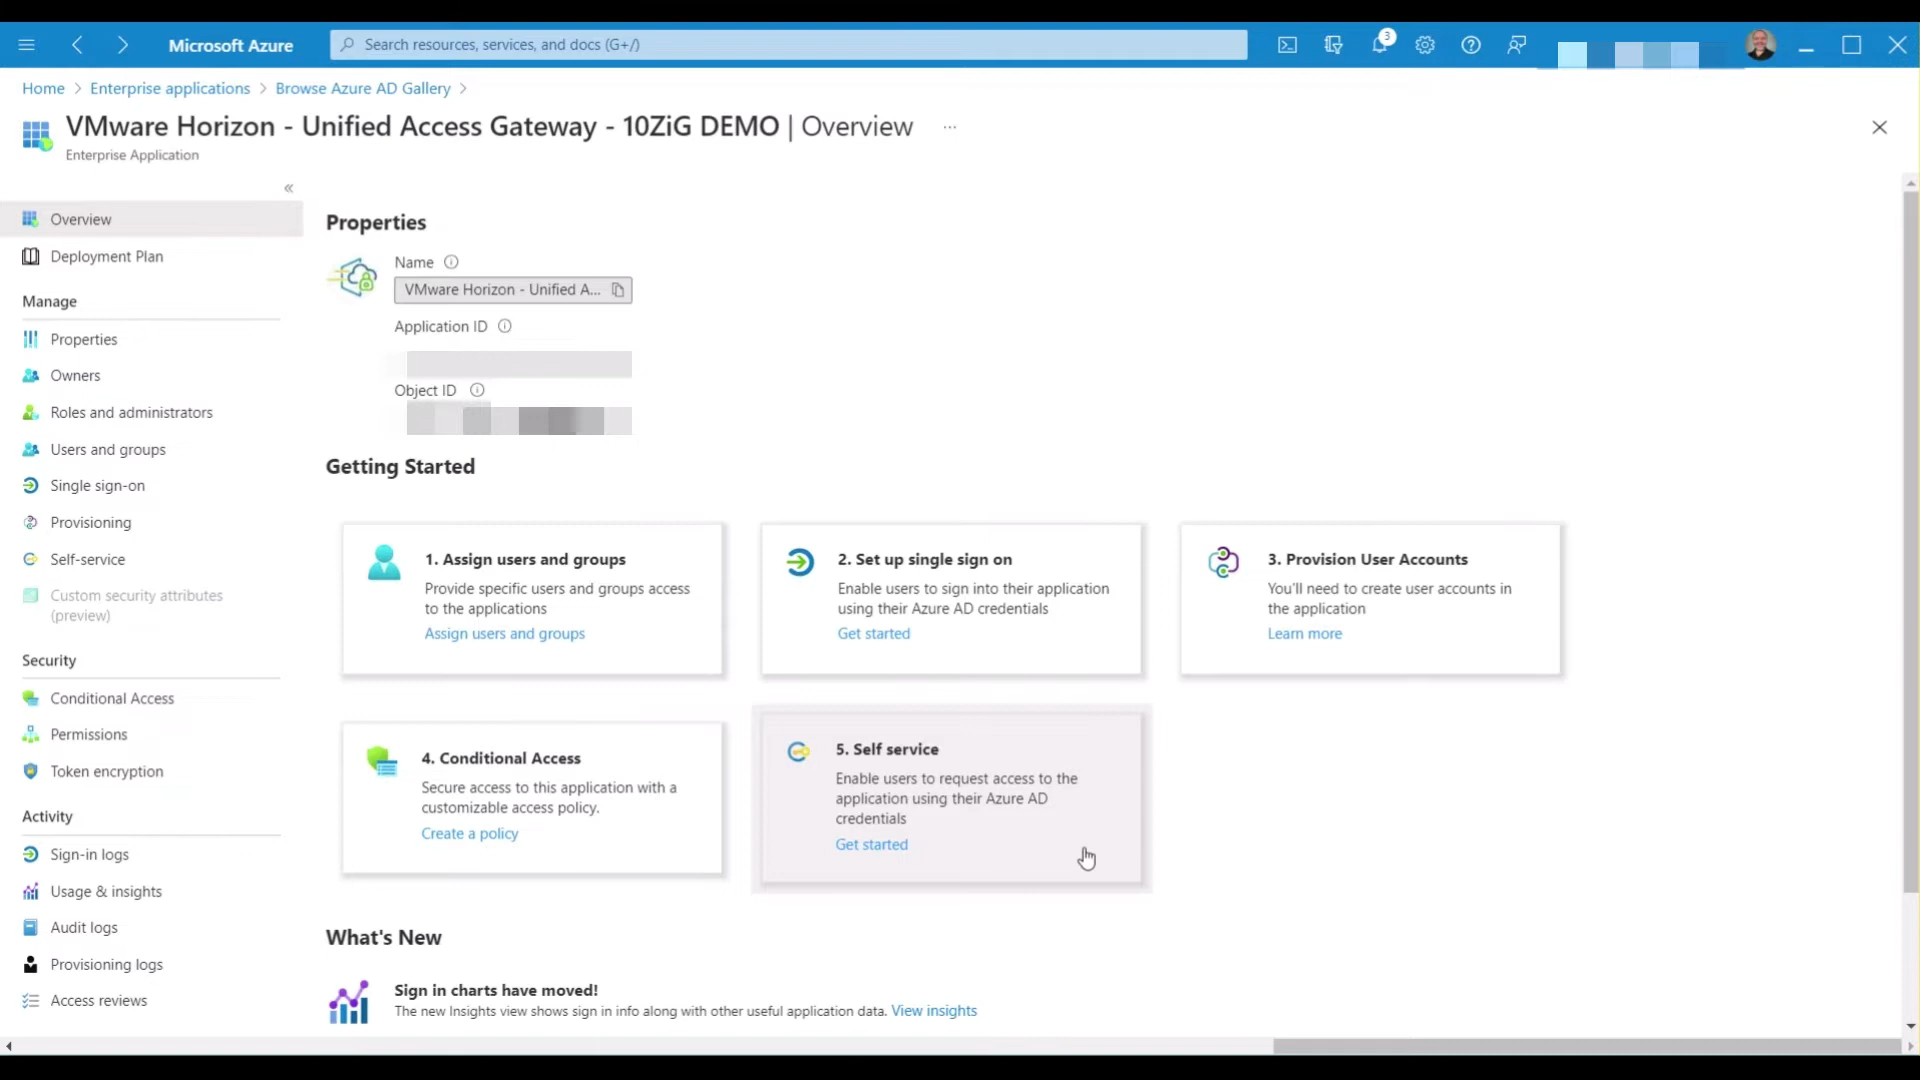 Microsoft Azure
Search resources, services, and docs (G+/)
3
Home > Enterprise applications > Browse Azure AD Gallery >
VMware Horizon - Unified Access Gateway - 10ZiG DEMO | Overview ...
Enterprise Application
«
Overview
Deployment Plan
Manage
Properties
Owners
Roles and administrators
Users and groups
Single sign-on
Provisioning
Self-service
Custom security attributes
(preview)
Security
Conditional Access
Permissions
Token encryption
Activity
Sign-in logs
Usage & insights
Audit logs
Provisioning logs
Access reviews
Properties
Name
VMware Horizon - Unified A...
Application ID
Object ID
Getting Started
1. Assign users and groups
Provide specific users and groups access
to the applications
Assign users and groups
2. Set up single sign on
Enable users to sign into their application
using their Azure AD credentials
Get started
3. Provision User Accounts
You'll need to create user accounts in
the application
Learn more
4. Conditional Access
Secure access to this application with a
customizable access policy.
Create a policy
5. Self service
Enable users to request access to the
application using their Azure AD
credentials
Get started
What's New
Sign in charts have moved!
The new Insights view shows sign in info along with other useful application data. View insights